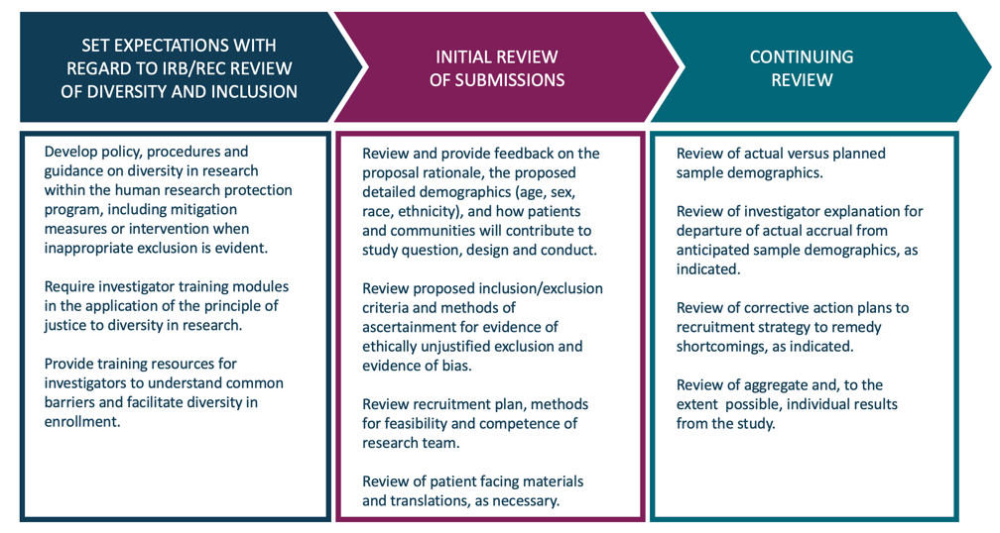 SET EXPECTATIONS WITH
REGARD TO IRB/REC REVIEW
OF DIVERSITY AND INCLUSION
INITIAL REVIEW
OF SUBMISSIONS
CONTINUING
REVIEW
Develop policy, procedures and
guidance on diversity in research
within the human research protection
program, including mitigation
measures or intervention when
inappropriate exclusion is evident.
Require investigator training modules
in the application of the principle of
justice to diversity in research.
Provide training resources for
investigators to understand common
barriers and facilitate diversity in
enrollment.
Review and provide feedback on the
proposal rationale, the proposed
detailed demographics (age, sex,
race, ethnicity), and how patients
and communities will contribute to
study question, design and conduct.
Review proposed inclusion/exclusion
criteria and methods of
ascertainment for evidence of
ethically unjustified exclusion and
evidence of bias.
Review recruitment plan, methods
for feasibility and competence of
research team.
Review of patient facing materials
and translations, as necessary.
Review of actual versus planned
sample demographics.
Review of investigator explanation for
departure of actual accrual from
anticipated sample demographics, as
indicated.
Review of corrective action plans to
recruitment strategy to remedy
shortcomings, as indicated.
Review of aggregate and, to the
extent possible, individual results
from the study.